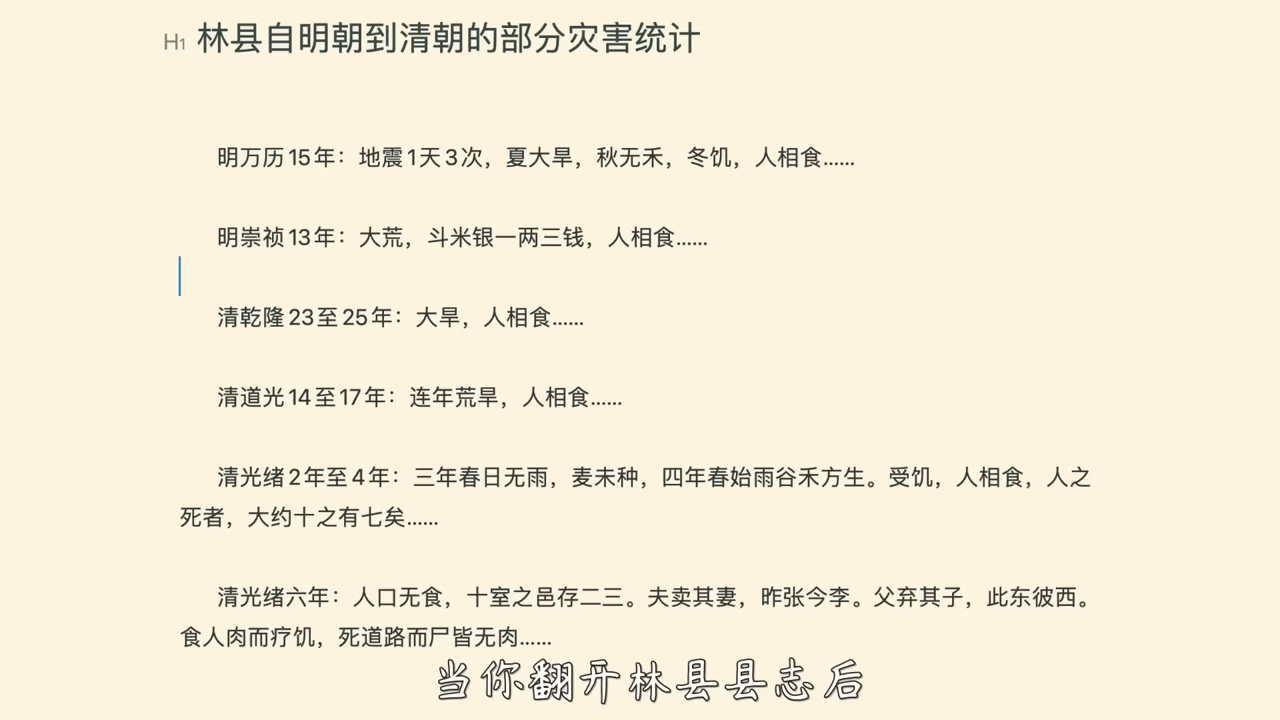 H1 林县自明朝到清朝的部分灾害统计
明万历15年：地震1天3次，夏大旱，秋无禾，冬饥，人相食……
明崇祯13年：大荒，斗米银一两三钱，人相食……
清乾隆23至25年：大旱，人相食……
清道光14至17年：连年荒旱，人相食……
清光绪2年至4年：三年春日无雨，麦未种，四年春始雨谷禾方生。受饥，人相食，人之
死者，大约十之有七矣……
清光绪六年：人口无食，十室之邑存二三。夫卖其妻，昨张今李。父弃其子，此东彼西。
食人肉而疗饥，死道路而尸皆无肉……
当你翻开林县县志后